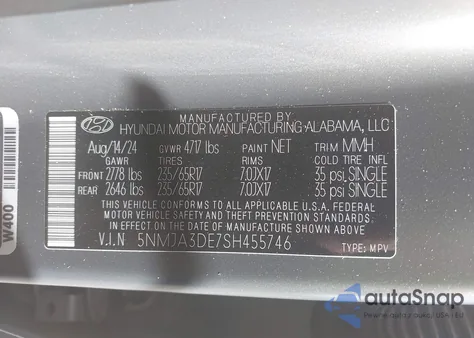 MANUFACTURED BY
HYUNDAI MOTOR MANUFACTURING ALABAMA, LLC
Aug/14/24 GVWR 4717 lbs PAINT NET TRIM MMH
GAWR TIRES RIMS
FRONT 2778 lbs 235/65R17 7.0JX17 35 psi, SINGLE
REAR 2646 lbs 235/65R17 7.0JX17 35 psi, SINGLE
THIS VEHICLE CONFORMS TO ALL APPLICABLE U.S.A. FEDERAL
MOTOR VEHICLE SAFETY, BUMPER, AND THEFT PREVENTION
STANDARDS IN EFFECT ON THE DATE OF MANUFACTURE SHOWN ABOVE.
V.I.N 5NMJA3DE7SH455746 TYPE: MPV
W400
autoSnap